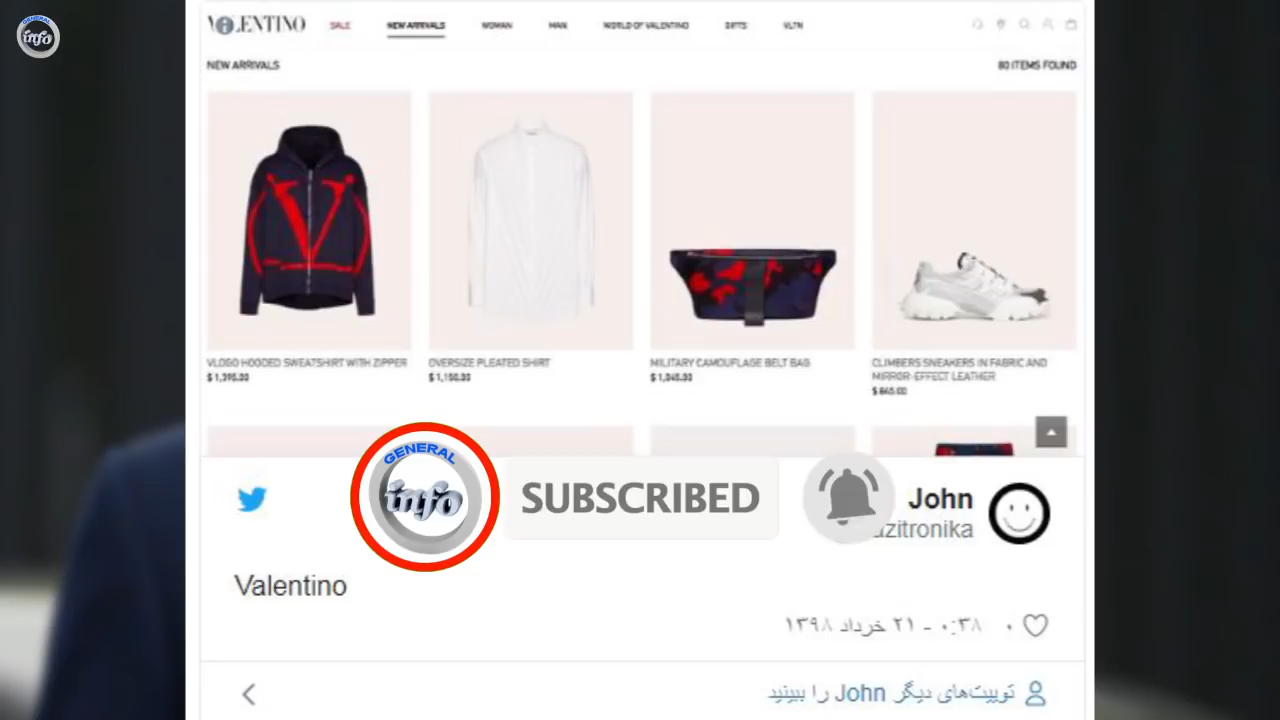 GENERAL
info
VALENTINO
SALE
NEW ARRIVALS
WOMAN
MAN
WORLD OF VALENTINO
GIFTS
VLTN
NEW ARRIVALS
80 ITEMS FOUND
VLOGO HOODED SWEATSHIRT WITH ZIPPER
$ 1,395.00
OVERSIZE PLEATED SHIRT
$ 1,150.00
MILITARY CAMOUFLAGE BELT BAG
$ 1,045.00
CLIMBERS SNEAKERS IN FABRIC AND
MIRROR-EFFECT LEATHER
$ 845.00
GENERAL
info
SUBSCRIBED
John
azitronika
Valentino
۰ ۰:۳۸ - ۲۱ خرداد ۱۳۹۸
توییت‌های دیگر John را ببینید